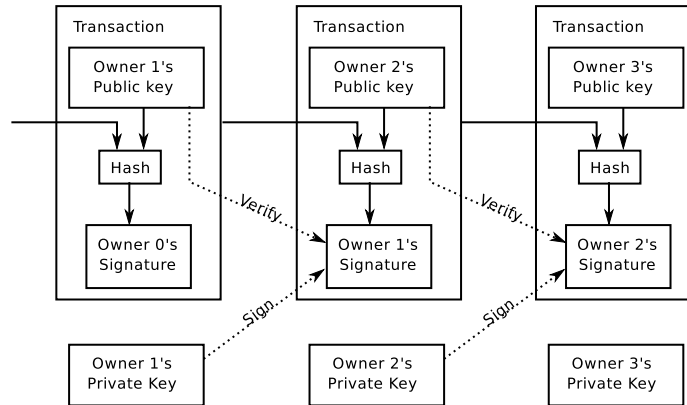 Transaction
Owner 1's
Public key
Hash
Owner 0's
Signature
Transaction
Owner 2's
Public key
Hash
Owner 1's
Signature
Transaction
Owner 3's
Public key
Hash
Owner 2's
Signature
Verify
Verify
Sign
Sign
Owner 1's
Private Key
Owner 2's
Private Key
Owner 3's
Private Key